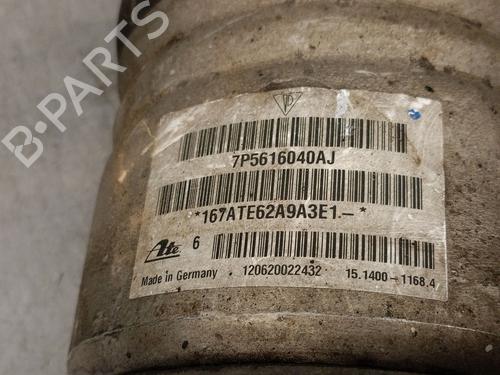 B-PARTS
7P5616040AJ
*167ATE62A9A3E1.-*
Ate 6
Made in Germany 120620022432 15.1400-1168.4